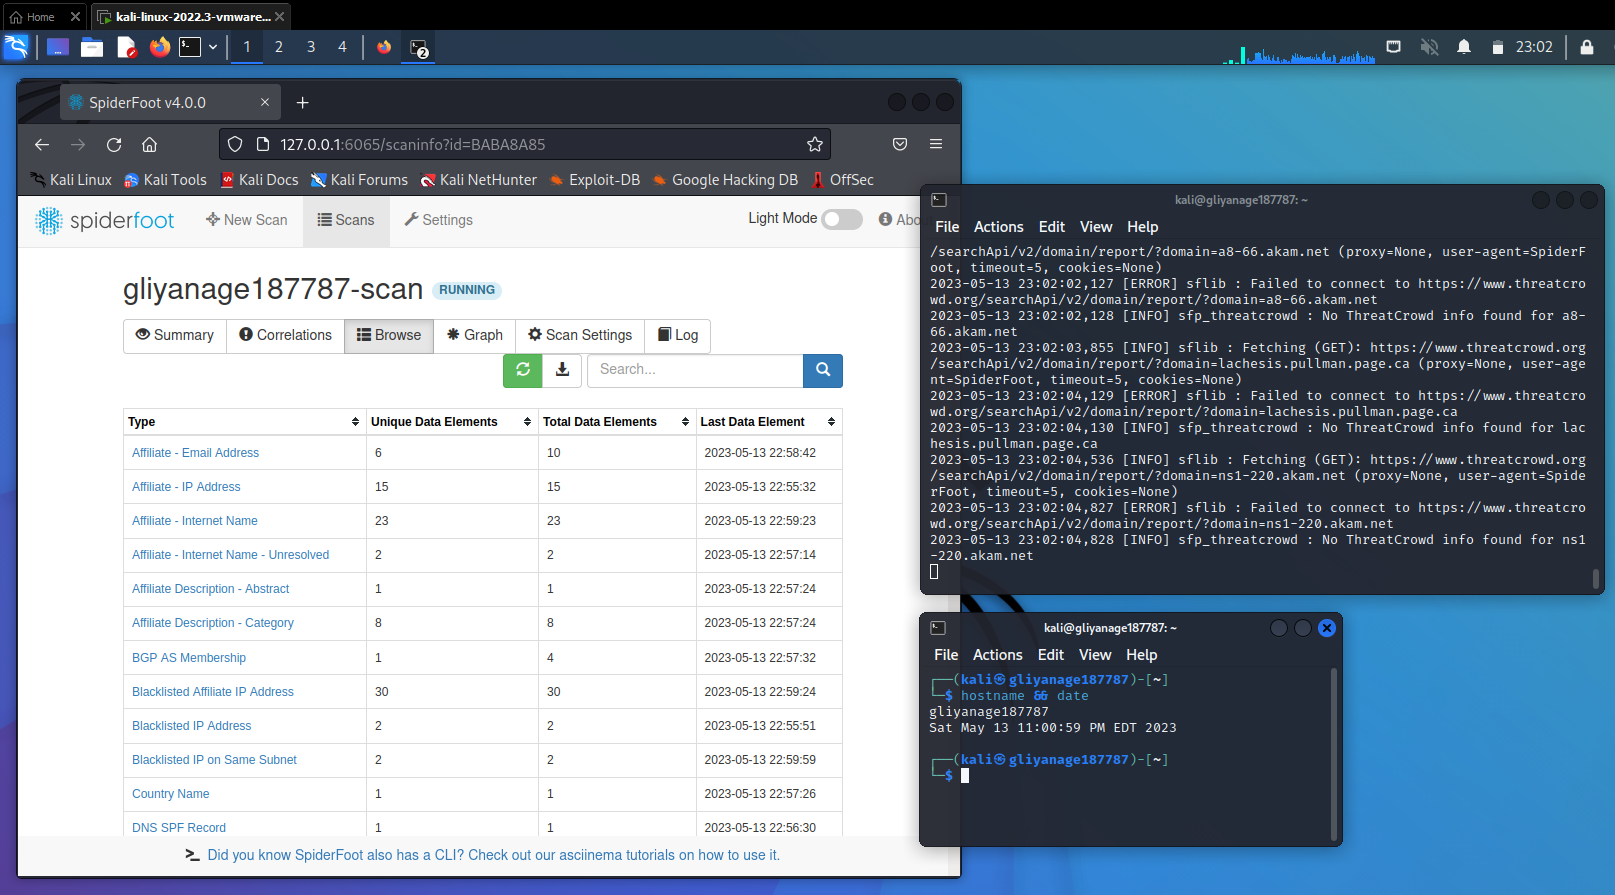 Home
kali-linux-2022.3-vmware...
1 2 3 4
2
23:02
SpiderFoot v4.0.0
127.0.0.1:6065/scaninfo?id=BABA8A85
Kali Linux Kali Tools Kali Docs Kali Forums Kali NetHunter Exploit-DB Google Hacking DB OffSec
spiderfoot New Scan Scans Settings Light Mode Abou
gliyanage187787-scan RUNNING
Summary Correlations Browse Graph Scan Settings Log
Search...
Type Unique Data Elements Total Data Elements Last Data Element
Affiliate - Email Address 6 10 2023-05-13 22:58:42
Affiliate - IP Address 15 15 2023-05-13 22:55:32
Affiliate - Internet Name 23 23 2023-05-13 22:59:23
Affiliate - Internet Name - Unresolved 2 2 2023-05-13 22:57:14
Affiliate Description - Abstract 1 1 2023-05-13 22:57:24
Affiliate Description - Category 8 8 2023-05-13 22:57:24
BGP AS Membership 1 4 2023-05-13 22:57:32
Blacklisted Affiliate IP Address 30 30 2023-05-13 22:59:24
Blacklisted IP Address 2 2 2023-05-13 22:55:51
Blacklisted IP on Same Subnet 2 2 2023-05-13 22:59:59
Country Name 1 1 2023-05-13 22:57:26
DNS SPF Record 1 1 2023-05-13 22:56:30
Did you know SpiderFoot also has a CLI? Check out our asciinema tutorials on how to use it.
kali@gliyanage187787: ~
File Actions Edit View Help
/searchApi/v2/domain/report/?domain=a8-66.akam.net (proxy=None, user-agent=SpiderF
oot, timeout=5, cookies=None)
2023-05-13 23:02:02,127 [ERROR] sflib : Failed to connect to https://www.threatcro
wd.org/searchApi/v2/domain/report/?domain=a8-66.akam.net
2023-05-13 23:02:02,128 [INFO] sfp_threatcrowd : No ThreatCrowd info found for a8-
66.akam.net
2023-05-13 23:02:03,855 [INFO] sflib : Fetching (GET): https://www.threatcrowd.org
/searchApi/v2/domain/report/?domain=lachesis.pullman.page.ca (proxy=None, user-age
nt=SpiderFoot, timeout=5, cookies=None)
2023-05-13 23:02:04,129 [ERROR] sflib : Failed to connect to https://www.threatcro
wd.org/searchApi/v2/domain/report/?domain=lachesis.pullman.page.ca
2023-05-13 23:02:04,130 [INFO] sfp_threatcrowd : No ThreatCrowd info found for lac
hesis.pullman.page.ca
2023-05-13 23:02:04,536 [INFO] sflib : Fetching (GET): https://www.threatcrowd.org
/searchApi/v2/domain/report/?domain=ns1-220.akam.net (proxy=None, user-agent=Spide
rFoot, timeout=5, cookies=None)
2023-05-13 23:02:04,827 [ERROR] sflib : Failed to connect to https://www.threatcro
wd.org/searchApi/v2/domain/report/?domain=ns1-220.akam.net
2023-05-13 23:02:04,828 [INFO] sfp_threatcrowd : No ThreatCrowd info found for ns1
-220.akam.net
kali@gliyanage187787: ~
File Actions Edit View Help
┌──(kali㉿gliyanage187787)-[~]
└─$ hostname && date
gliyanage187787
Sat May 13 11:00:59 PM EDT 2023
┌──(kali㉿gliyanage187787)-[~]
└─$